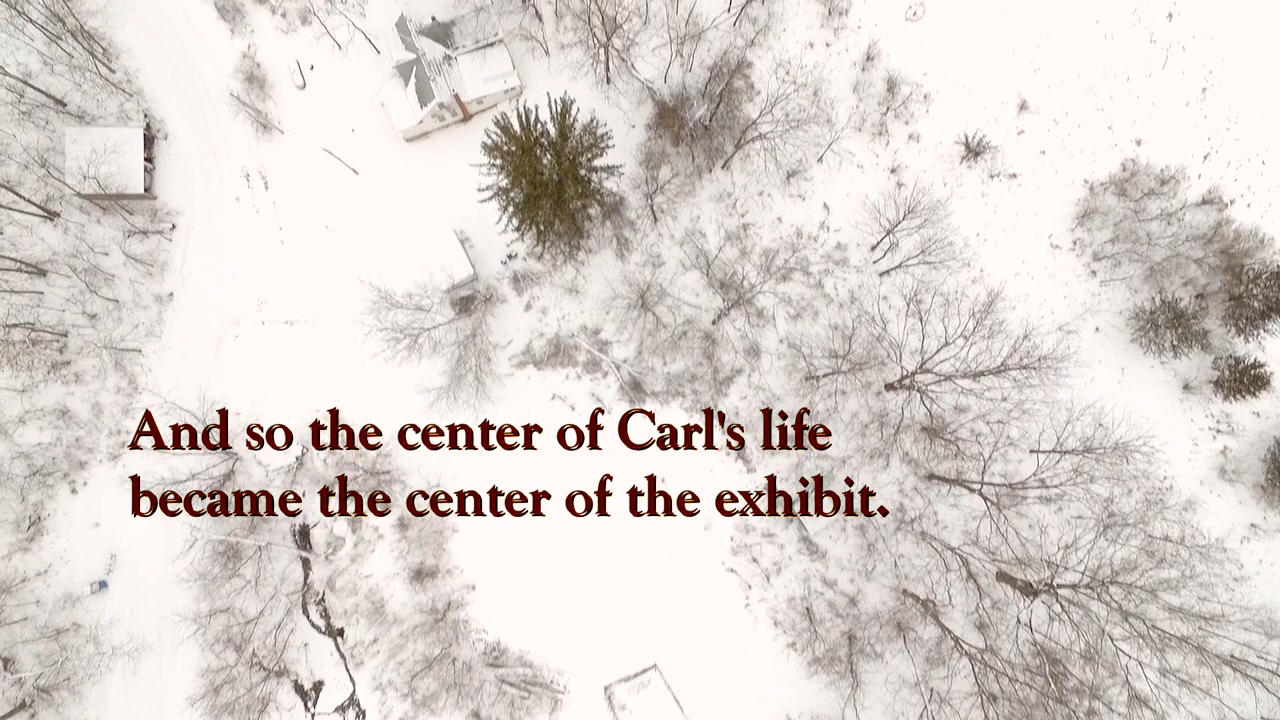 And so the center of Carl's life
became the center of the exhibit.